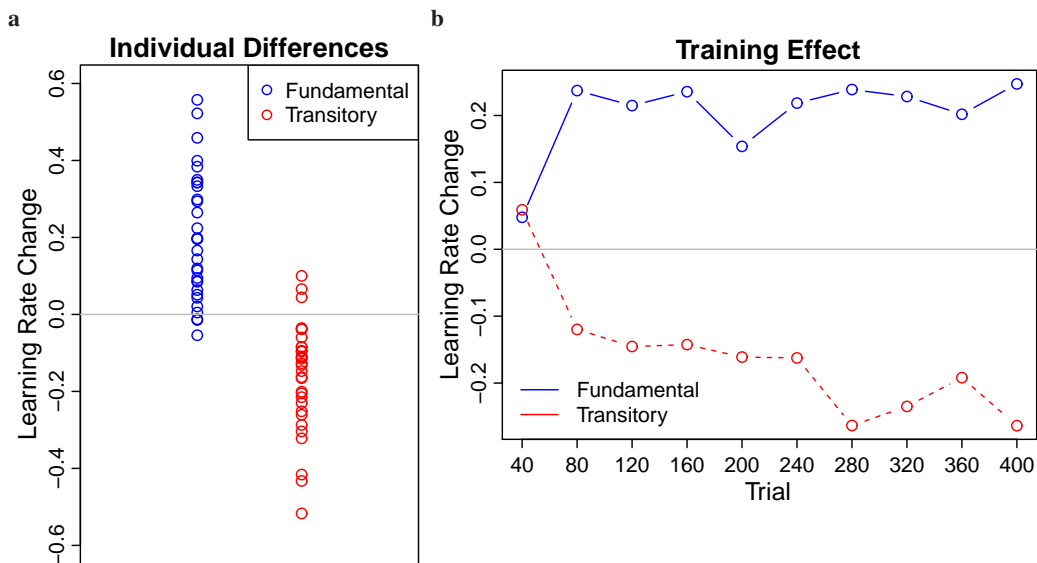 a
Individual Differences
Learning Rate Change
0.6
0.4
0.2
0.0
−0.2
−0.4
−0.6
Fundamental
Transitory
b
Training Effect
Learning Rate Change
0.2
0.1
0.0
−0.1
−0.2
Fundamental
Transitory
40 80 120 160 200 240 280 320 360 400
Trial